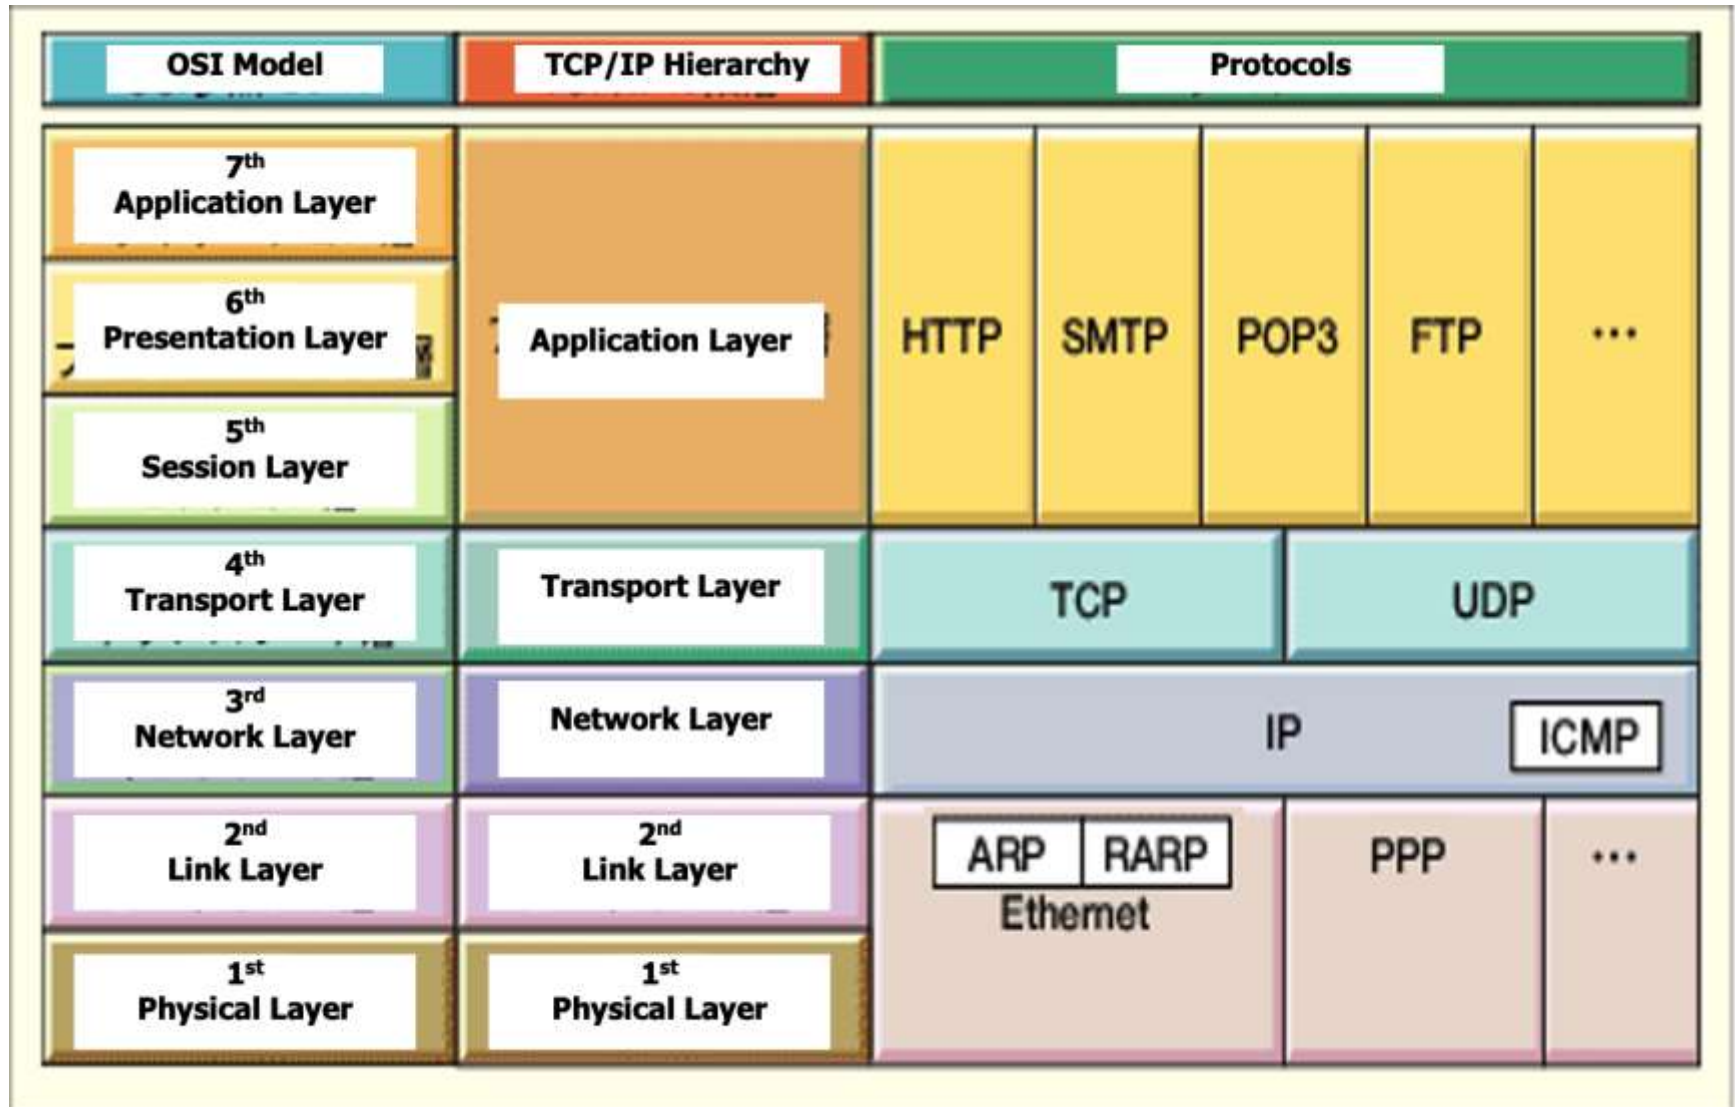 OSI Model
TCP/IP Hierarchy
Protocols
7th
Application Layer
6th
Presentation Layer
5th
Session Layer
Application Layer
HTTP
SMTP
POP3
FTP
...
4th
Transport Layer
Transport Layer
TCP
UDP
3rd
Network Layer
Network Layer
IP
ICMP
2nd
Link Layer
2nd
Link Layer
ARP
RARP
Ethernet
PPP
...
1st
Physical Layer
1st
Physical Layer